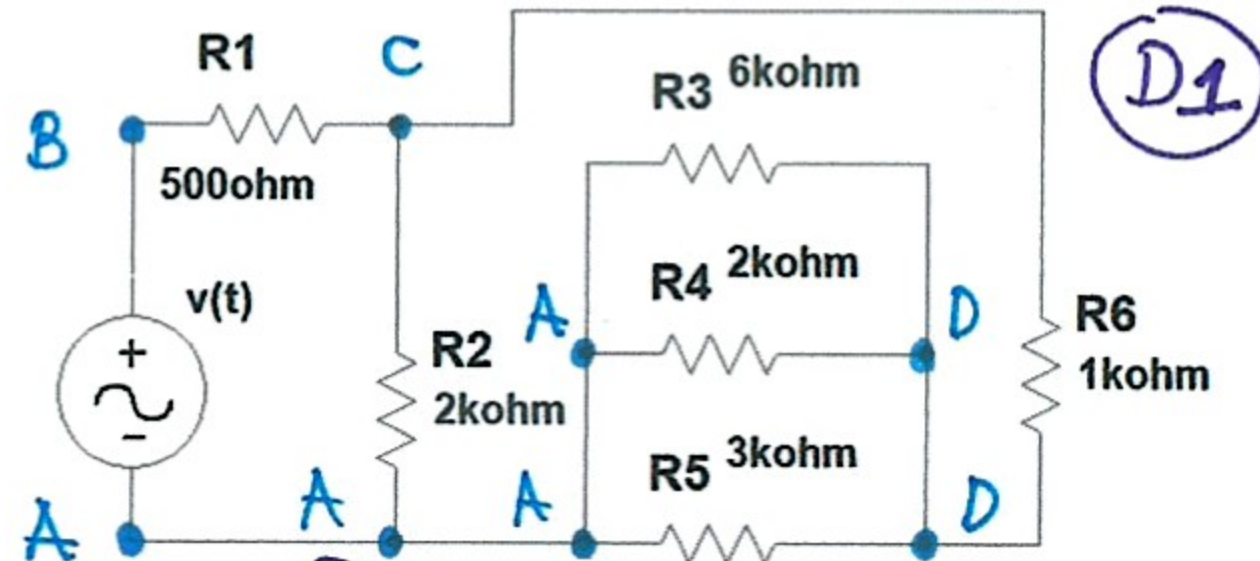 R1
C
R3 6kohm
D1
B
500ohm
v(t)
R4 2kohm
A
D
R6
1kohm
R2
2kohm
+
-
R5 3kohm
A
A
A
D